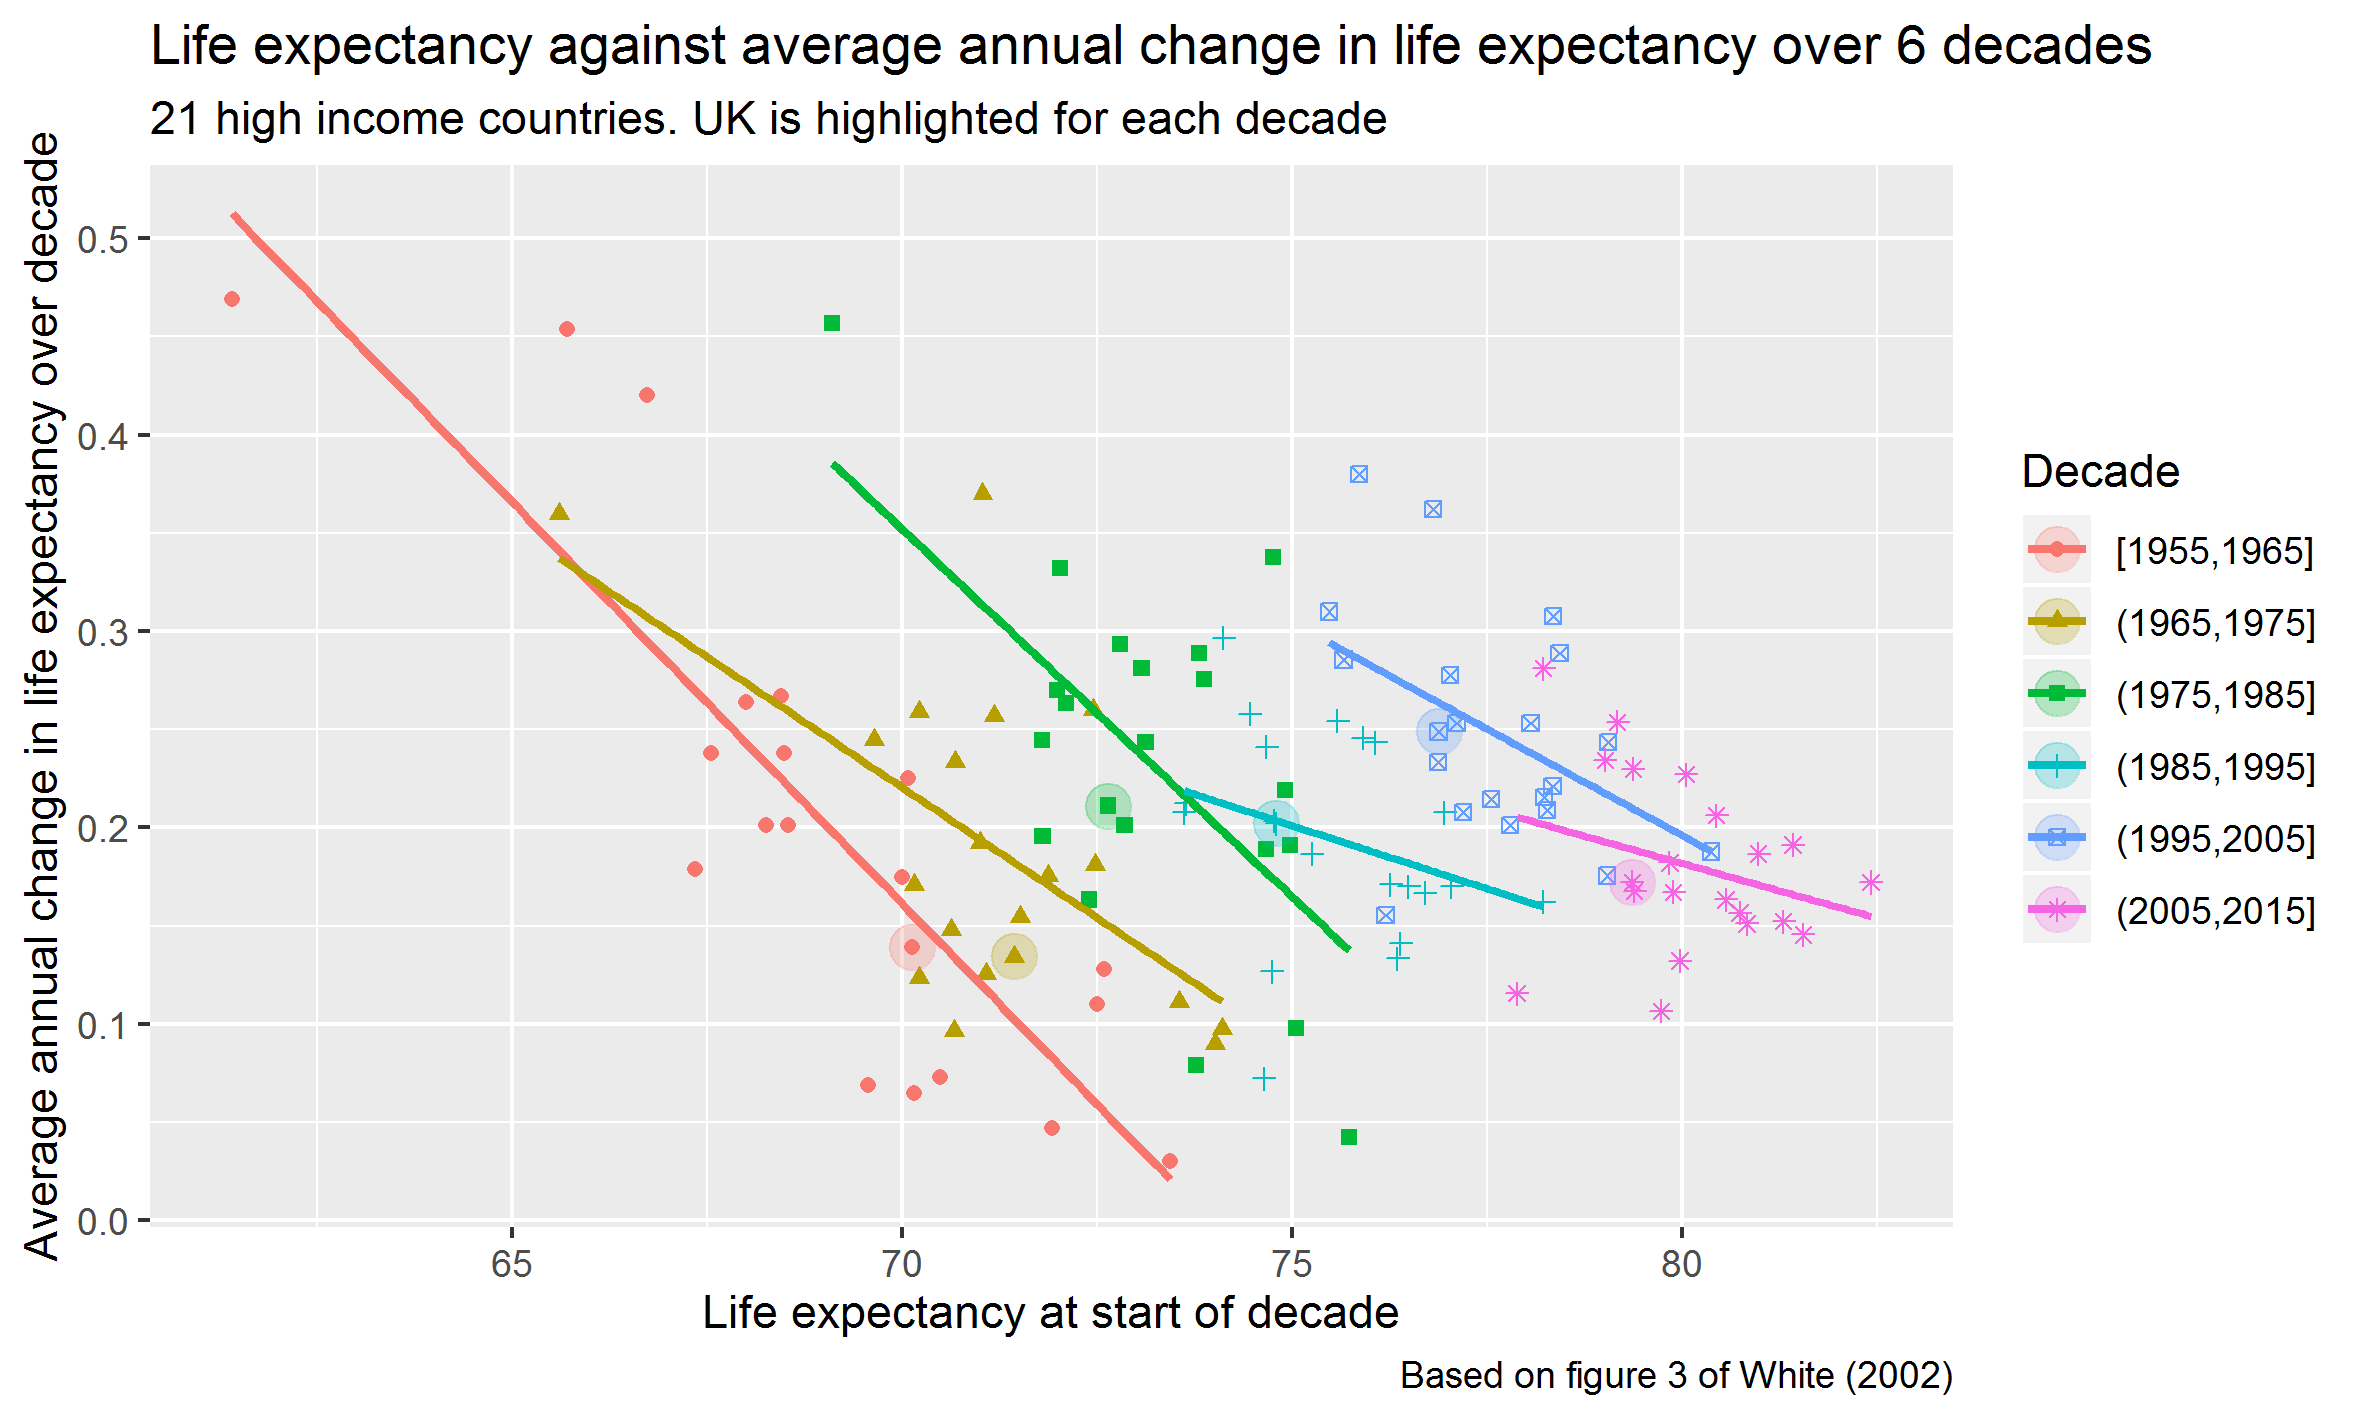 Life expectancy against average annual change in life expectancy over 6 decades
21 high income countries. UK is highlighted for each decade
Average annual change in life expectancy over decade
0.5
0.4
0.3
0.2
0.1
0.0
65
70
75
80
Life expectancy at start of decade
Decade
[1955,1965]
(1965,1975]
(1975,1985]
(1985,1995]
(1995,2005]
(2005,2015]
Based on figure 3 of White (2002)